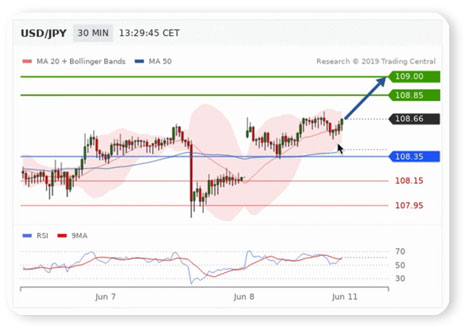 USD/JPY 30 MIN 13:29:45 CET
MA 20 + Bollinger Bands MA 50 Research © 2019 Trading Central
109.00
108.85
108.66
108.35
108.15
107.95
RSI 9MA
70
50
30
Jun 7 Jun 8 Jun 11